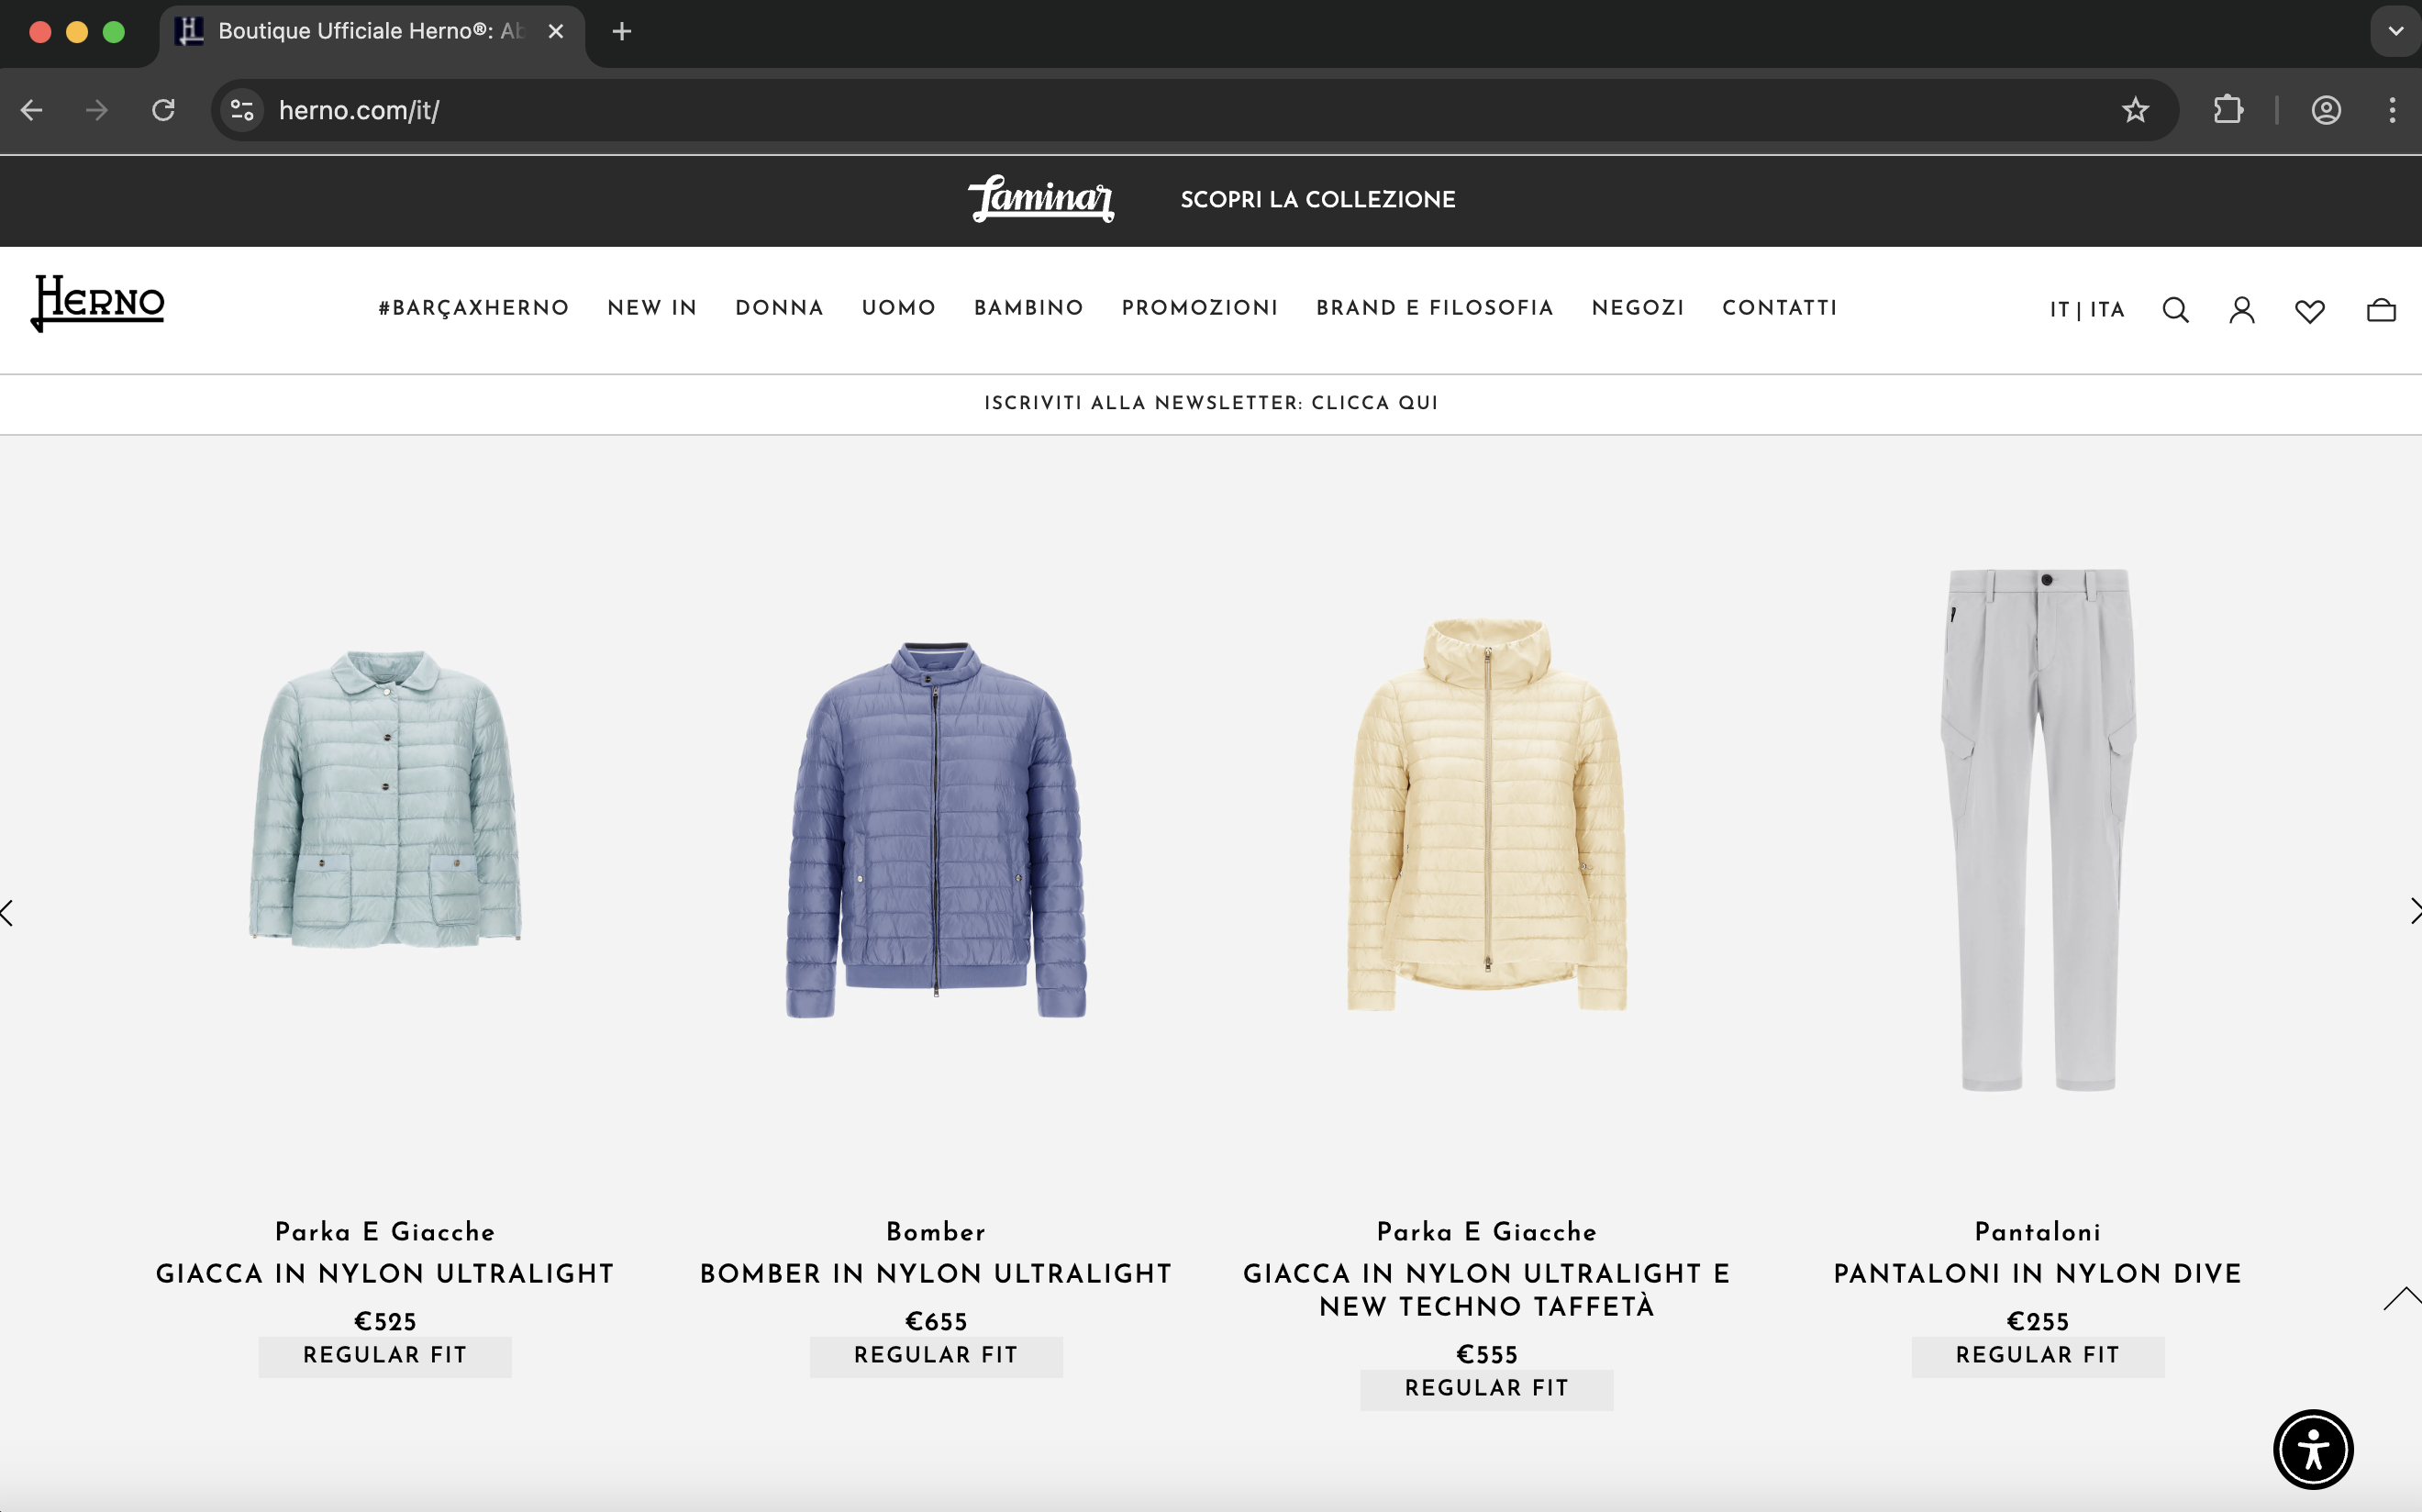 Boutique Ufficiale Herno®: Ab
herno.com/it/
Laminar SCOPRI LA COLLEZIONE
HERNO
#BARÇAXHERNO NEW IN DONNA UOMO BAMBINO PROMOZIONI BRAND E FILOSOFIA NEGOZI CONTATTI IT | ITA
ISCRIVITI ALLA NEWSLETTER: CLICCA QUI
Parka E Giacche
GIACCA IN NYLON ULTRALIGHT
€525
REGULAR FIT
Bomber
BOMBER IN NYLON ULTRALIGHT
€655
REGULAR FIT
Parka E Giacche
GIACCA IN NYLON ULTRALIGHT E
NEW TECHNO TAFFETÀ
€555
REGULAR FIT
Pantaloni
PANTALONI IN NYLON DIVE
€255
REGULAR FIT